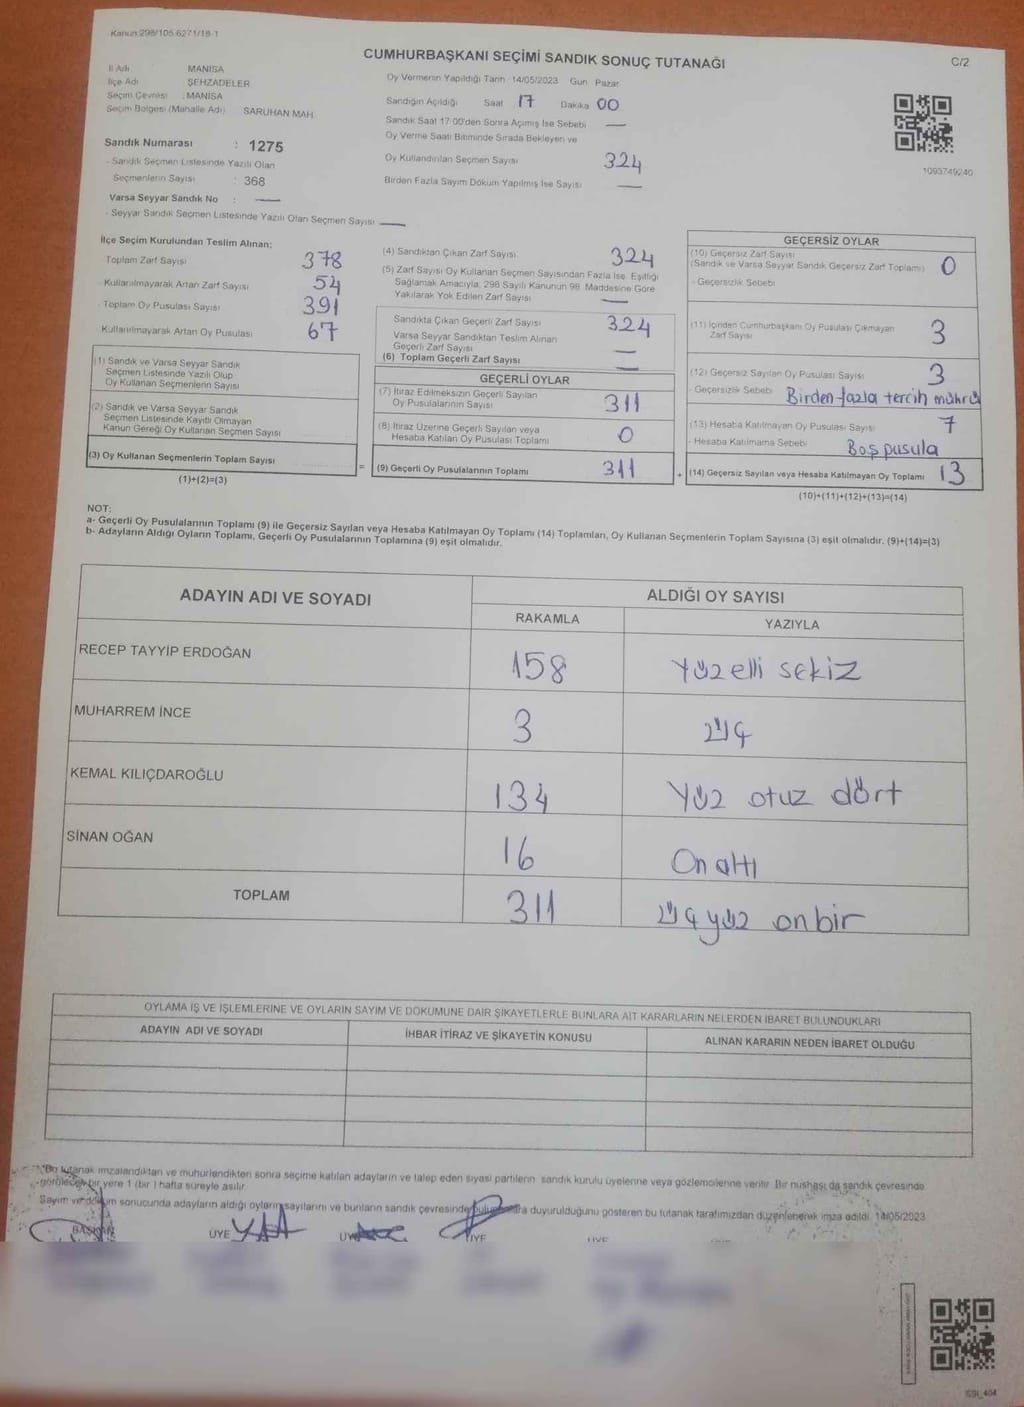 Kanun:298/105.6271/18-1
CUMHURBAŞKANI SEÇİMİ SANDIK SONUÇ TUTANAĞI
C/2
İl Adı MANİSA
İlçe Adı ŞEHZADELER
Seçim Çevresi MANİSA
Seçim Bölgesi (Mahalle Adı) SARUHAN MAH.
Sandık Numarası : 1275
- Sandık Seçmen Listesinde Yazılı Olan
Seçmenlerin Sayısı : 368
Varsa Seyyar Sandık No : —
- Seyyar Sandık Seçmen Listesinde Yazılı Olan Seçmen Sayısı —
Oy Vermenin Yapıldığı Tarih 14/05/2023 Gün Pazar
Sandığın Açıldığı Saat 17 Dakika 00
Sandık Saat 17:00'den Sonra Açılmış İse Sebebi —
Oy Verme Saati Bitiminde Sırada Bekleyen ve
Oy Kullandırılan Seçmen Sayısı 324
Birden Fazla Sayım Döküm Yapılmış İse Sayısı —
1093749240
İlçe Seçim Kurulundan Teslim Alınan;
- Toplam Zarf Sayısı 378
- Kullanılmayarak Artan Zarf Sayısı 54
- Toplam Oy Pusulası Sayısı 391
- Kullanılmayarak Artan Oy Pusulası 67
(1) Sandık ve Varsa Seyyar Sandık
Seçmen Listesinde Yazılı Olup
Oy Kullanan Seçmenlerin Sayısı
(2) Sandık ve Varsa Seyyar Sandık
Seçmen Listesinde Kayıtlı Olmayan
Kanun Gereği Oy Kullanan Seçmen Sayısı
(3) Oy Kullanan Seçmenlerin Toplam Sayısı
(1)+(2)=(3)
=
(4) Sandıktan Çıkan Zarf Sayısı 324
(5) Zarf Sayısı Oy Kullanan Seçmen Sayısından Fazla İse, Eşitliği
Sağlamak Amacıyla, 298 Sayılı Kanunun 98. Maddesine Göre
Yakılarak Yok Edilen Zarf Sayısı —
Sandıkta Çıkan Geçerli Zarf Sayısı 324
Varsa Seyyar Sandıktan Teslim Alınan
Geçerli Zarf Sayısı —
(6) Toplam Geçerli Zarf Sayısı —
GEÇERLİ OYLAR
(7) İtiraz Edilmeksizin Geçerli Sayılan
Oy Pusulalarının Sayısı 311
(8) İtiraz Üzerine Geçerli Sayılan veya
Hesaba Katılan Oy Pusulası Toplamı 0
(9) Geçerli Oy Pusulalarının Toplamı 311
+
GEÇERSİZ OYLAR
(10) Geçersiz Zarf Sayısı
(Sandık ve Varsa Seyyar Sandık Geçersiz Zarf Toplamı) 0
- Geçersizlik Sebebi
(11) İçinden Cumhurbaşkanı Oy Pusulası Çıkmayan
Zarf Sayısı 3
(12) Geçersiz Sayılan Oy Pusulası Sayısı 3
- Geçersizlik Sebebi Birden fazla tercih mührü
(13) Hesaba Katılmayan Oy Pusulası Sayısı 7
- Hesaba Katılmama Sebebi Boş pusula
(14) Geçersiz Sayılan veya Hesaba Katılmayan Oy Toplamı 13
(10)+(11)+(12)+(13)=(14)
NOT:
a- Geçerli Oy Pusulalarının Toplamı (9) ile Geçersiz Sayılan veya Hesaba Katılmayan Oy Toplamı (14) Toplamları, Oy Kullanan Seçmenlerin Toplam Sayısına (3) eşit olmalıdır. (9)+(14)=(3)
b- Adayların Aldığı Oyların Toplamı, Geçerli Oy Pusulalarının Toplamına (9) eşit olmalıdır.
ADAYIN ADI VE SOYADI ALDIĞI OY SAYISI
RAKAMLA YAZIYLA
RECEP TAYYİP ERDOĞAN 158 Yüz elli sekiz
MUHARREM İNCE 3 üç
KEMAL KILIÇDAROĞLU 134 Yüz otuz dört
SİNAN OĞAN 16 On altı
TOPLAM 311 üç yüz onbir
OYLAMA İŞ VE İŞLEMLERİNE VE OYLARIN SAYIM VE DÖKÜMÜNE DAİR ŞİKAYETLERLE BUNLARA AİT KARARLARIN NELERDEN İBARET BULUNDUKLARI
ADAYIN ADI VE SOYADI İHBAR İTİRAZ VE ŞİKAYETİN KONUSU ALINAN KARARIN NEDEN İBARET OLDUĞU
Bu tutanak imzalandıktan ve mühürlendikten sonra seçime katılan adayların ve talep eden siyasi partilerin sandık kurulu üyelerine veya gözlemcilerine verilir. Bir nüshası da sandık çevresinde
görülecek bir yere 1 (bir) hafta süreyle asılır.
Sayım ve döküm sonucunda adayların aldığı oyların sayılarını ve bunların sandık çevresinde duyurulduğunu gösteren bu tutanak tarafımızdan düzenlenerek imza edildi. 14/05/2023
BAŞKAN ÜYE ÜYE ÜYE ÜYE